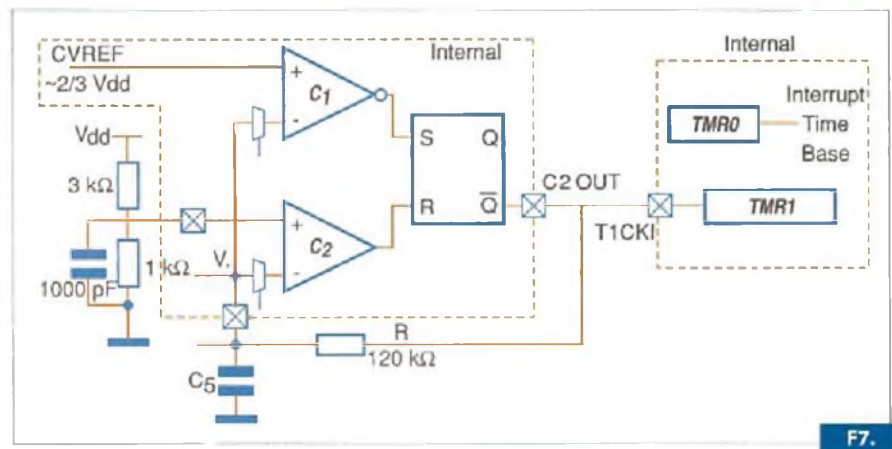 CVREF
~2/3 Vdd
Internal
Internal
+
C1
-
Interrupt
TMR0
Time
Base
Vdd
S
Q
3 kΩ
C2 OUT
R
Q
TMR1
+
C2
-
T1CKI
1 kΩ
V.
1000 pF
R
120 kΩ
C5
F7.